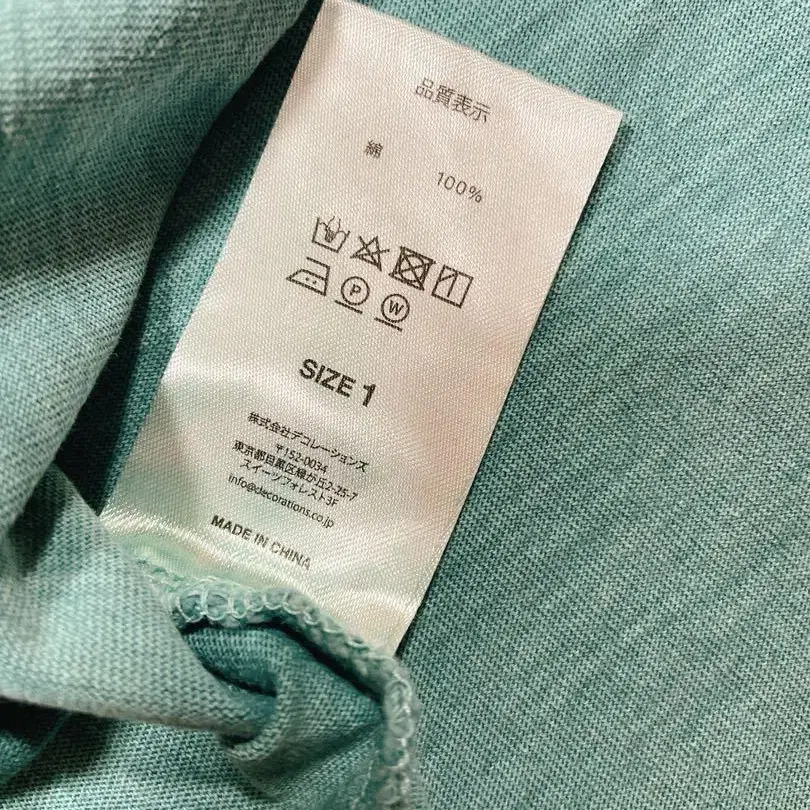 品質表示
綿 100%
P W
SIZE 1
株式会社デコレーションズ
〒152-0034
東京都目黒区緑が丘2-25-7
スイーツフォレスト3F
info@decorations.co.jp
MADE IN CHINA